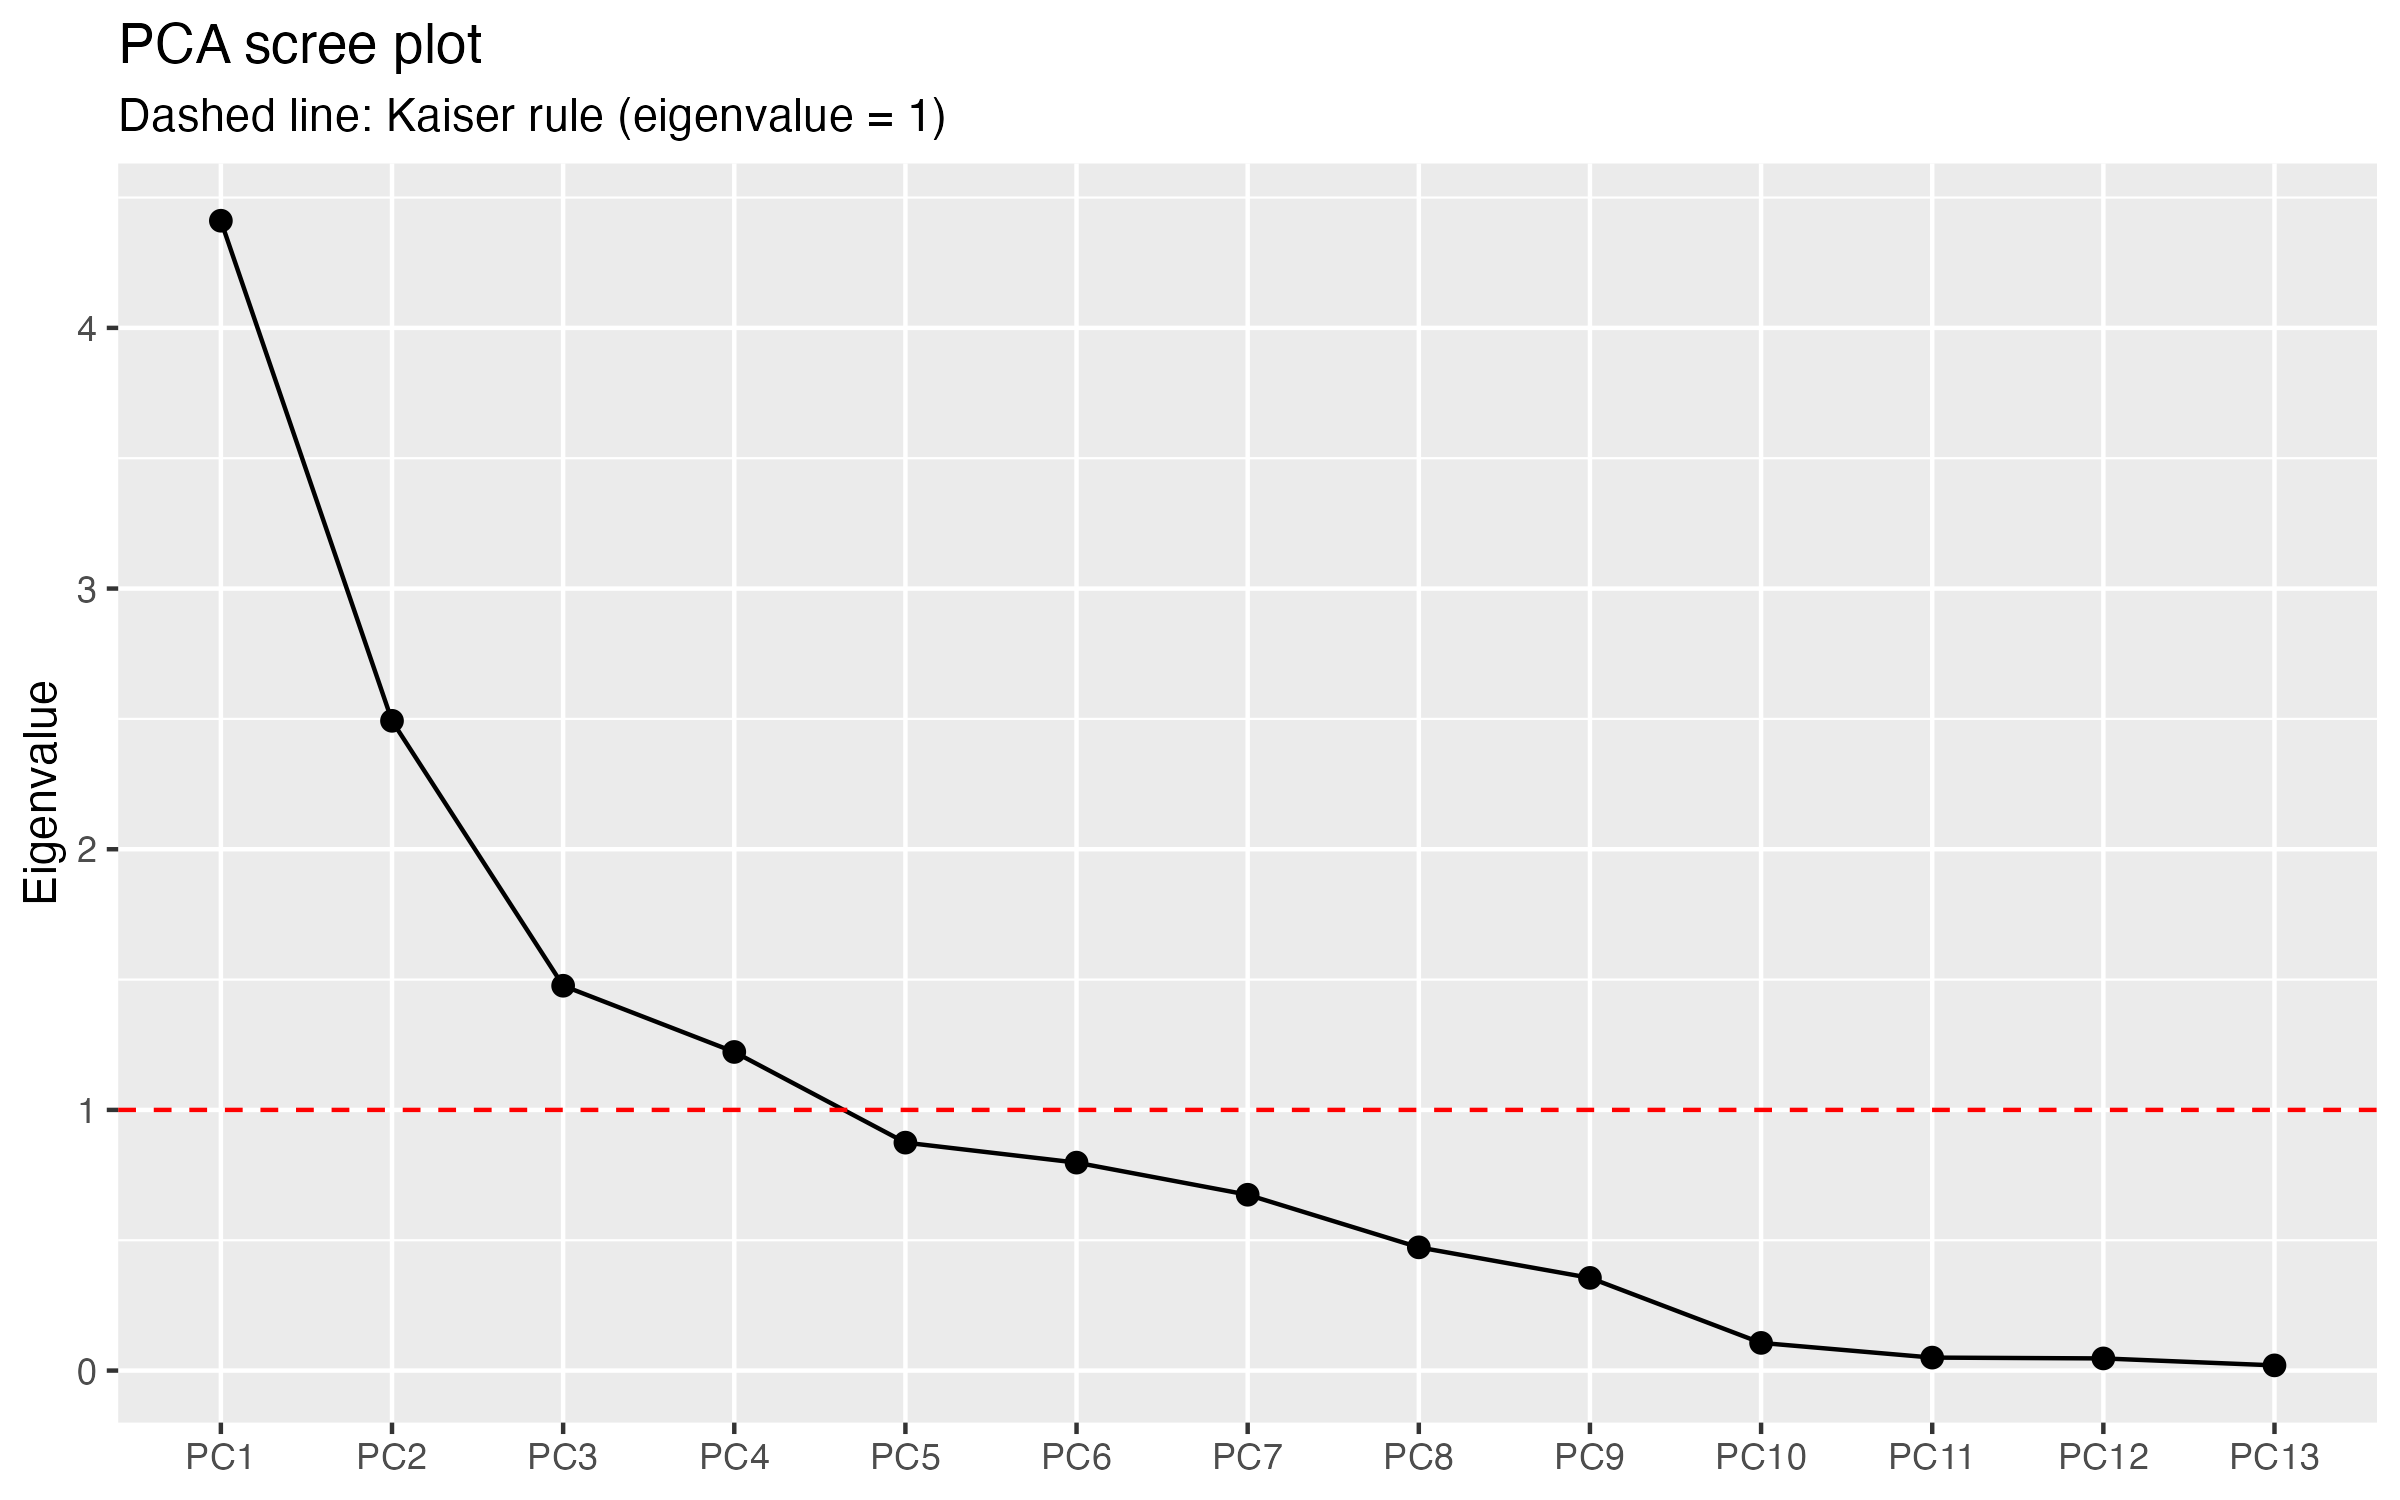 PCA scree plot
Dashed line: Kaiser rule (eigenvalue = 1)
Eigenvalue
4
3
2
1
0
PC1 PC2 PC3 PC4 PC5 PC6 PC7 PC8 PC9 PC10 PC11 PC12 PC13